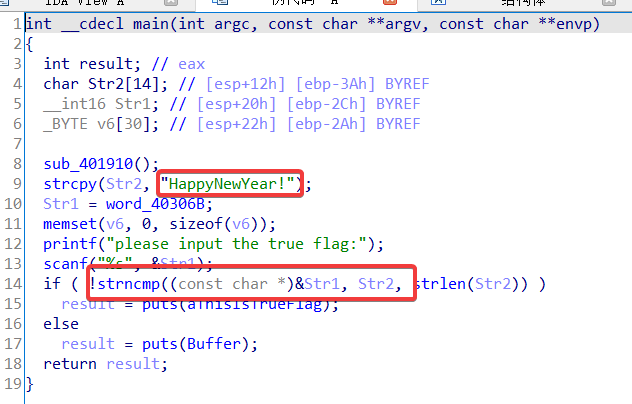 IDA View-A 伪代码-A 结构体
1 int __cdecl main(int argc, const char **argv, const char **envp)
2 {
3 int result; // eax
4 char Str2[14]; // [esp+12h] [ebp-3Ah] BYREF
5 __int16 Str1; // [esp+20h] [ebp-2Ch] BYREF
6 _BYTE v6[30]; // [esp+22h] [ebp-2Ah] BYREF
7
8 sub_401910();
9 strcpy(Str2, "HappyNewYear!");
10 Str1 = word_40306B;
11 memset(v6, 0, sizeof(v6));
12 printf("please input the true flag:");
13 scanf("%s", &Str1);
14 if ( !strncmp((const char *)&Str1, Str2, strlen(Str2)) )
15 result = puts(aThisIsTrueFlag);
16 else
17 result = puts(Buffer);
18 return result;
19 }